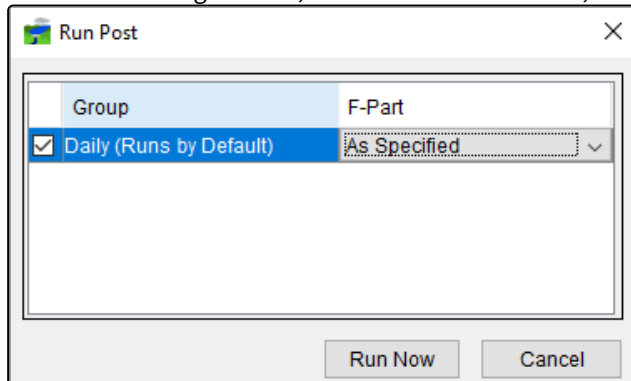 Run Post
Group F-Part
Daily (Runs by Default) As Specified
Run Now Cancel